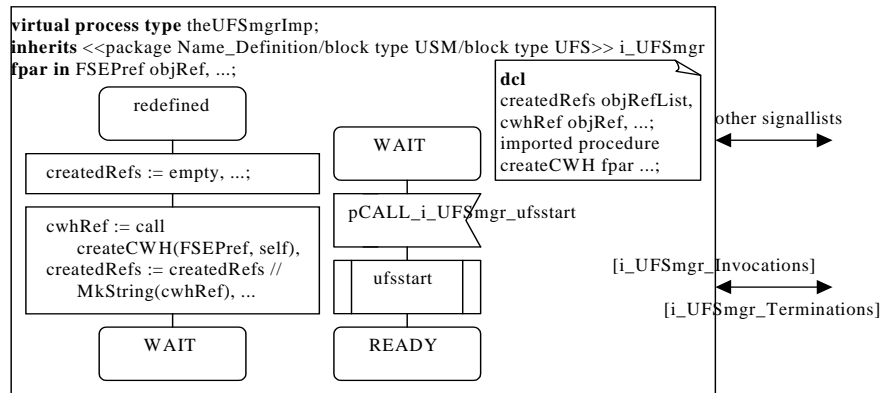 virtual process type theUFSmgrImp;
inherits <<package Name_Definition/block type USM/block type UFS>> i_UFSmgr
fpar in FSEPref objRef, ...;
redefined
createdRefs := empty, ...;
cwhRef := call
createCWH(FSEPref, self),
createdRefs := createdRefs //
MkString(cwhRef), ...
WAIT
WAIT
pCALL_i_UFSmgr_ufsstart
ufsstart
READY
dcl
createdRefs objRefList,
cwhRef objRef, ...;
imported procedure
createCWH fpar ...;
other signallists
[i_UFSmgr_Invocations]
[i_UFSmgr_Terminations]